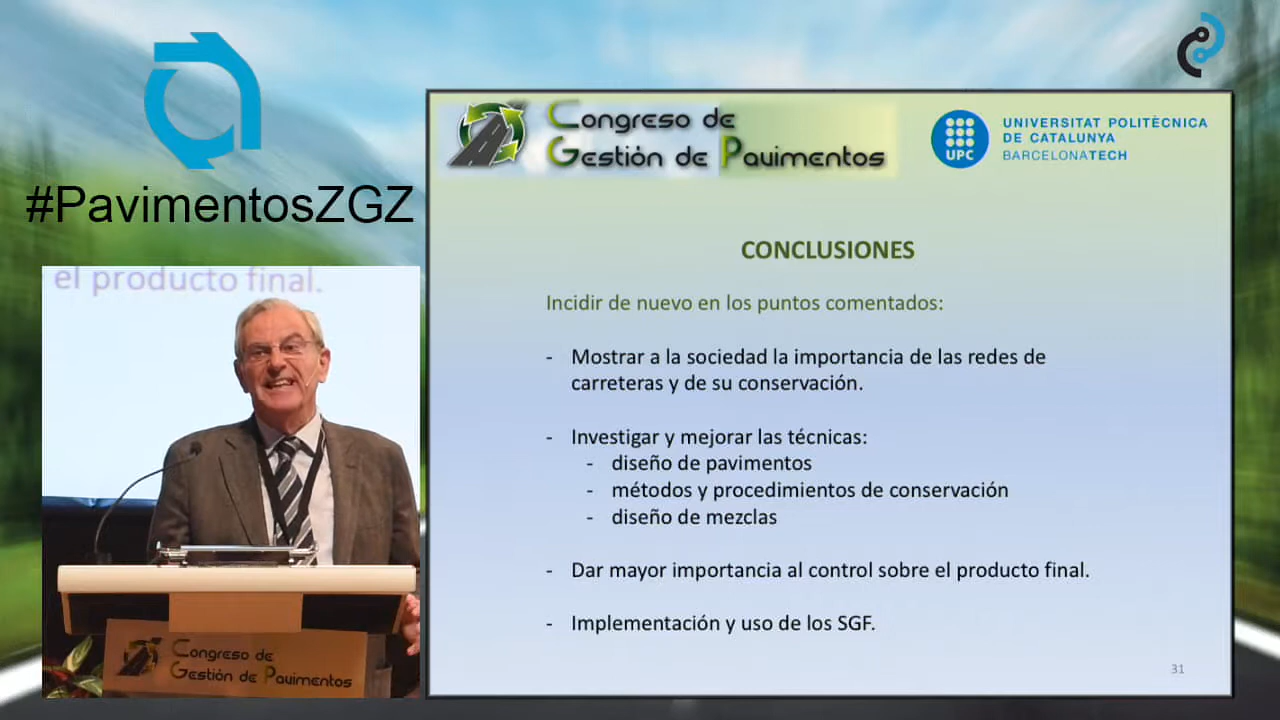 #PavimentosZGZ
el producto final.
Congreso de
Gestión de Pavimentos
Congreso de
Gestión de Pavimentos
UPC
UNIVERSITAT POLITÈCNICA
DE CATALUNYA
BARCELONATECH
CONCLUSIONES
Incidir de nuevo en los puntos comentados:
- Mostrar a la sociedad la importancia de las redes de
carreteras y de su conservación.
- Investigar y mejorar las técnicas:
- diseño de pavimentos
- métodos y procedimientos de conservación
- diseño de mezclas
- Dar mayor importancia al control sobre el producto final.
- Implementación y uso de los SGF.
31